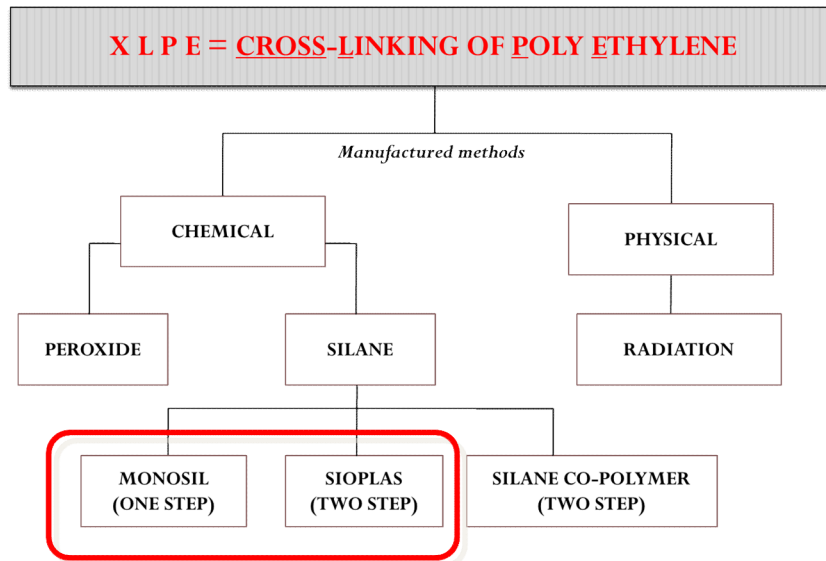 X L P E = CROSS-LINKING OF POLY ETHYLENE
Manufactured methods
CHEMICAL
PHYSICAL
PEROXIDE
SILANE
RADIATION
MONOSIL
(ONE STEP)
SIOPLAS
(TWO STEP)
SILANE CO-POLYMER
(TWO STEP)